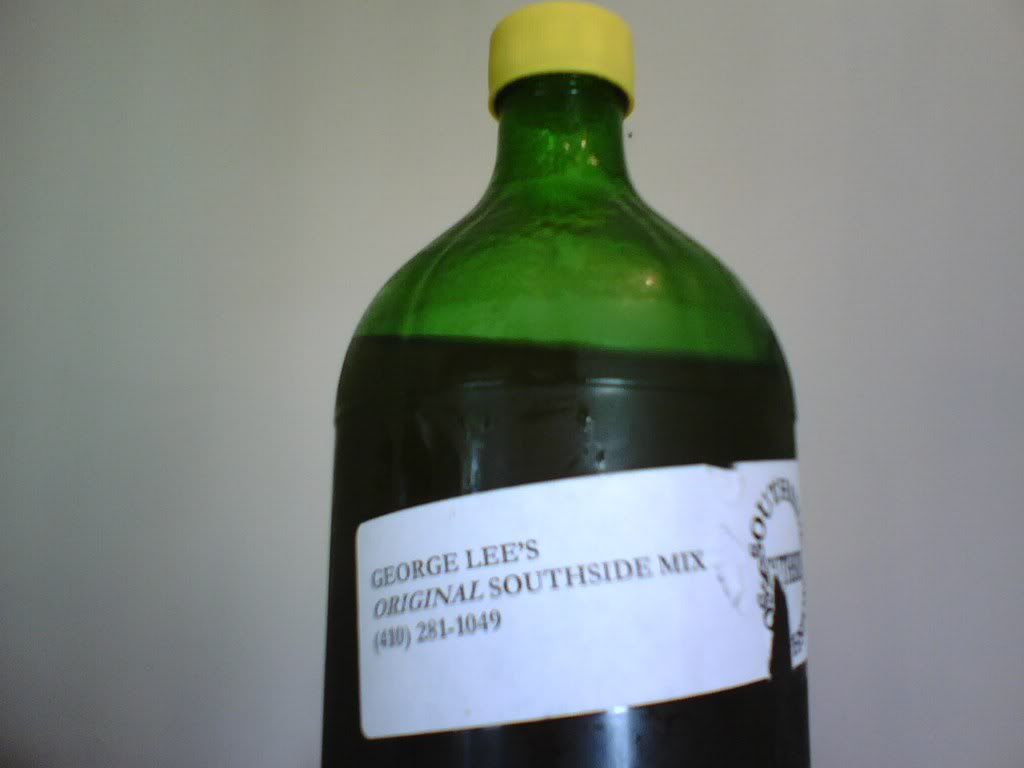 GEORGE LEE'S
ORIGINAL SOUTHSIDE MIX
(410) 281-1049